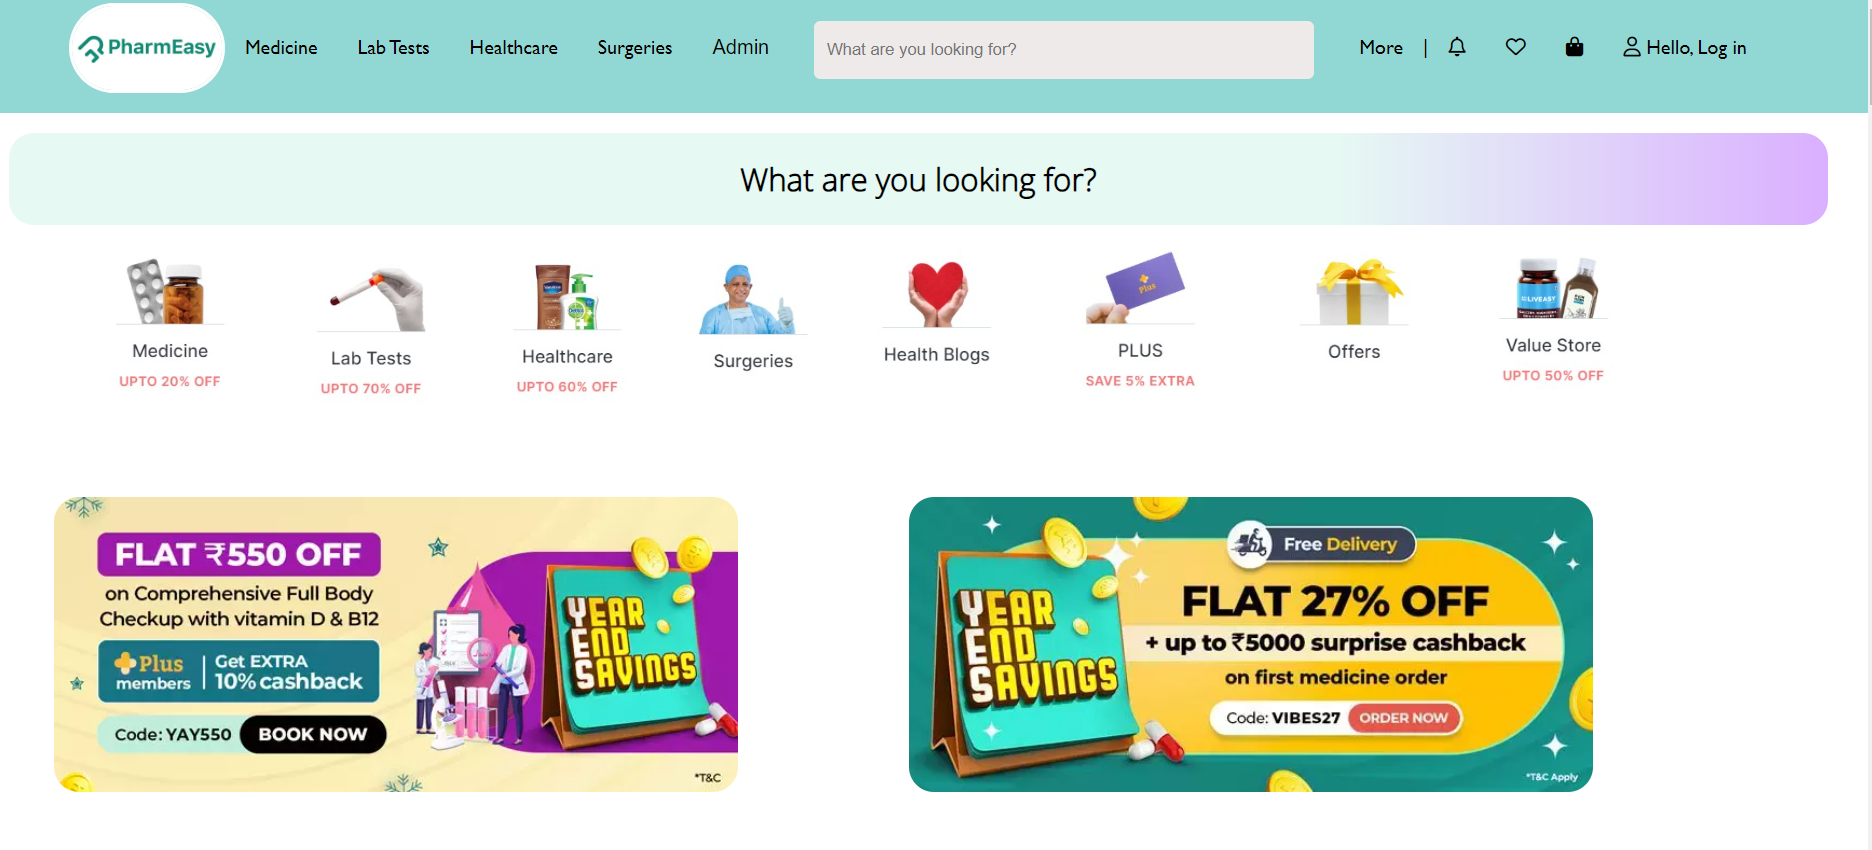 PharmEasy
Medicine
Lab Tests
Healthcare
Surgeries
Admin
What are you looking for?
More |
Hello, Log in
What are you looking for?
Medicine
UPTO 20% OFF
Lab Tests
UPTO 70% OFF
Healthcare
UPTO 60% OFF
Surgeries
Health Blogs
Plus
PLUS
SAVE 5% EXTRA
Offers
LIVEASY
Value Store
UPTO 50% OFF
FLAT ₹550 OFF
on Comprehensive Full Body
Checkup with vitamin D & B12
Plus
members
Get EXTRA
10% cashback
Code: YAY550
BOOK NOW
YEAR
END
SAVINGS
*T&C
YEAR
END
SAVINGS
Free Delivery
FLAT 27% OFF
+ up to ₹5000 surprise cashback
on first medicine order
Code: VIBES27
ORDER NOW
*T&C Apply